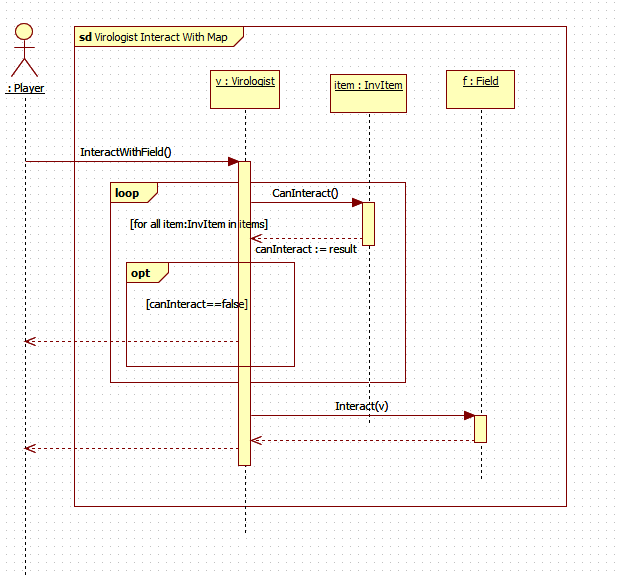 sd Virologist Interact With Map
: Player
v : Virologist
item : InvItem
f : Field
InteractWithField()
loop
CanInteract()
[for all item:InvItem in items]
canInteract := result
opt
[canInteract==false]
Interact(v)